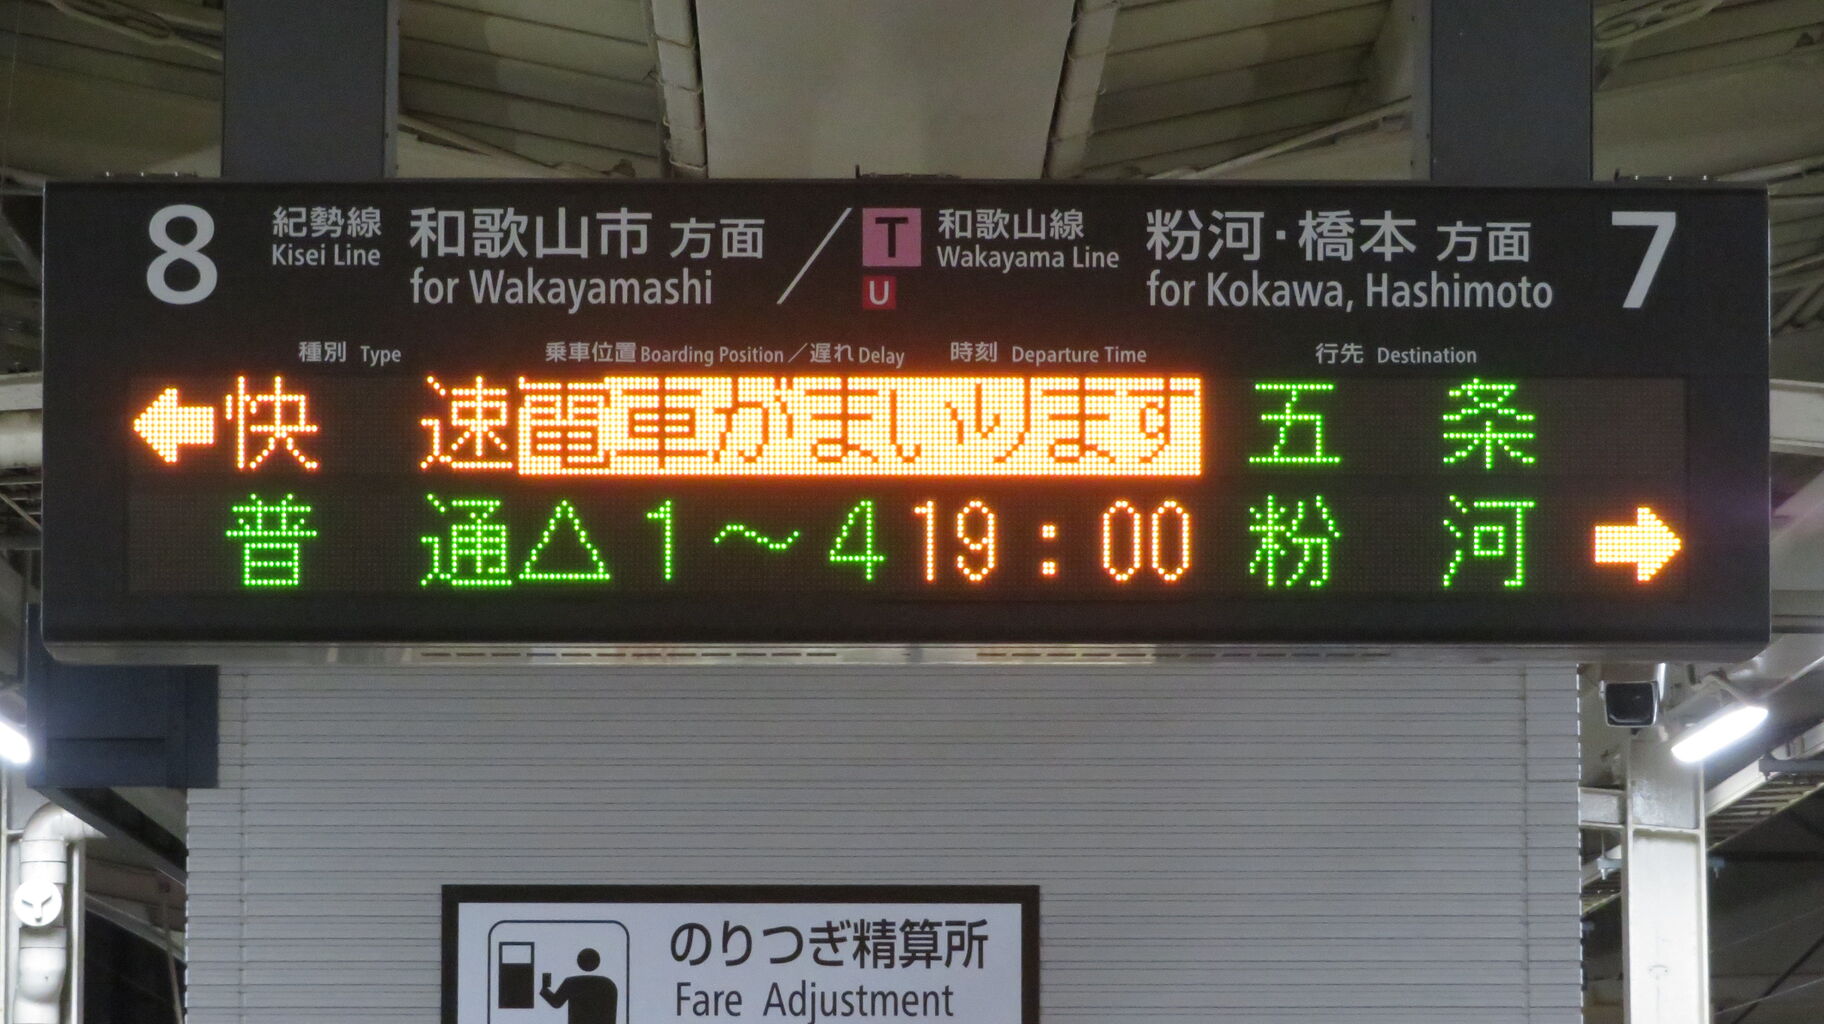 8 紀勢線 和歌山市 方面 / T 和歌山線 粉河・橋本 方面 7
Kisei Line for Wakayamashi U Wakayama Line for Kokawa, Hashimoto
種別 Type 乗車位置 Boarding Position / 遅れ Delay 時刻 Departure Time 行先 Destination
← 快 速 電車がまいります 五 条
普 通 △ 1～4 19:00 粉 河 →
のりつぎ精算所
Fare Adjustment